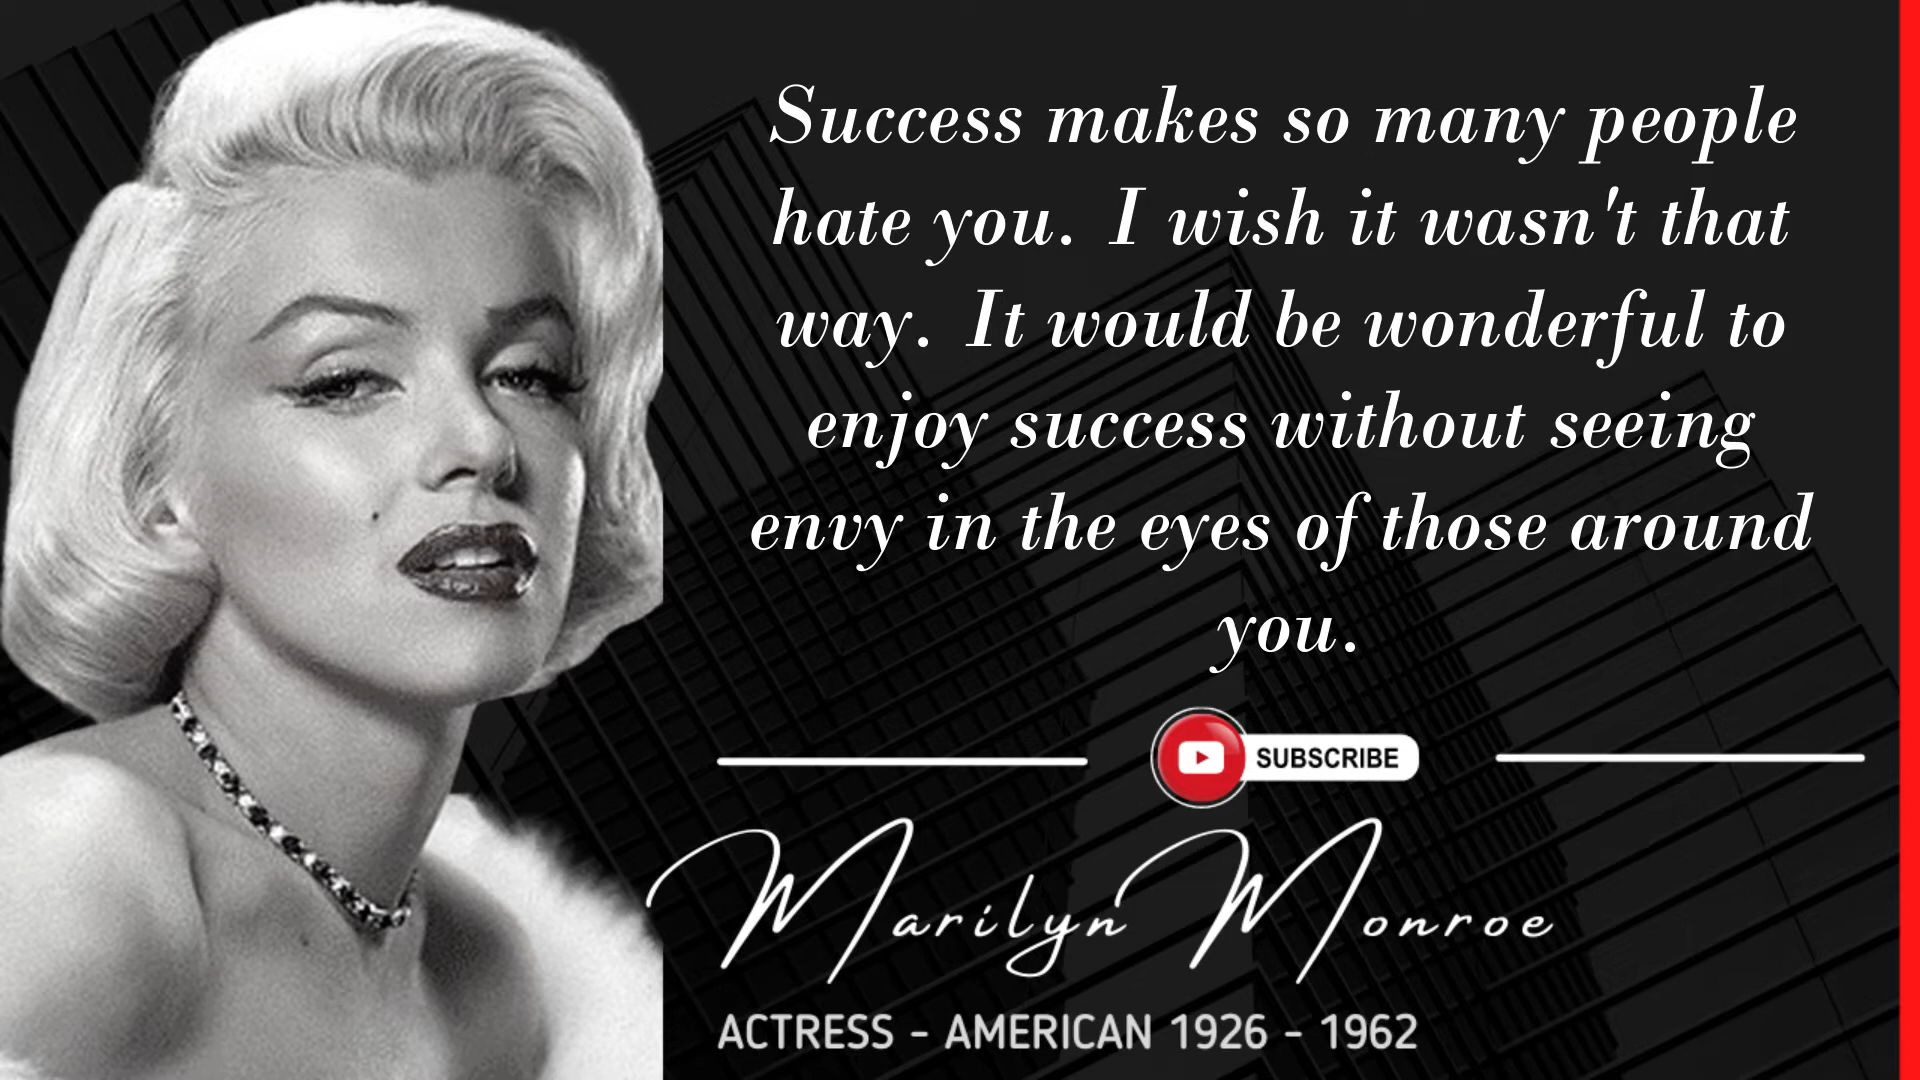 Success makes so many people
hate you. I wish it wasn't that
way. It would be wonderful to
enjoy success without seeing
envy in the eyes of those around
you.
SUBSCRIBE
Marilyn Monroe
ACTRESS - AMERICAN 1926 - 1962